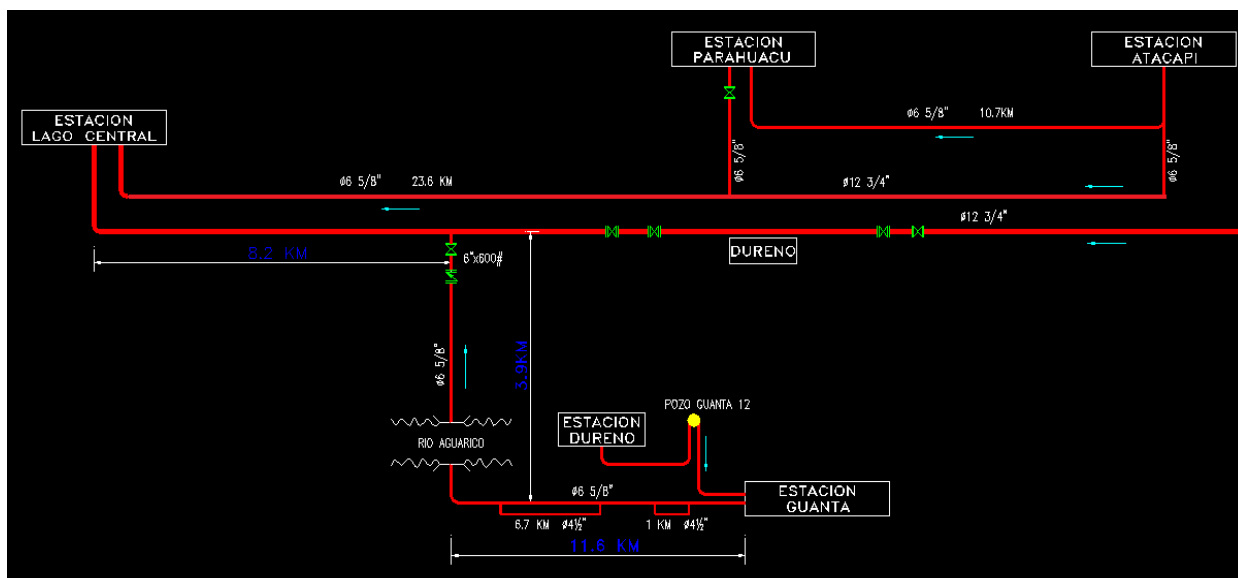 ESTACION
PARAHUACU
ESTACION
ATACAPI
ESTACION
LAGO CENTRAL
ø6 5/8" 10.7KM
ø6 5/8"
ø6 5/8"
ø6 5/8" 23.6 KM
ø12 3/4"
ø12 3/4"
8.2 KM
6"x600#
DURENO
ø6 5/8"
3.9KM
POZO GUANTA 12
ESTACION
DURENO
RIO AGUARICO
ø6 5/8"
ESTACION
GUANTA
6.7 KM ø4½"
1 KM ø4½"
11.6 KM